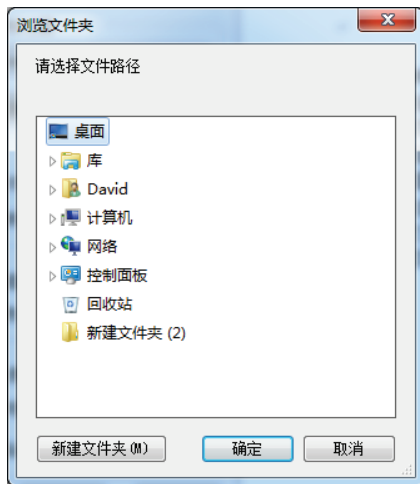 浏览文件夹
请选择文件路径
桌面
库
David
计算机
网络
控制面板
回收站
新建文件夹 (2)
新建文件夹(M)
确定
取消